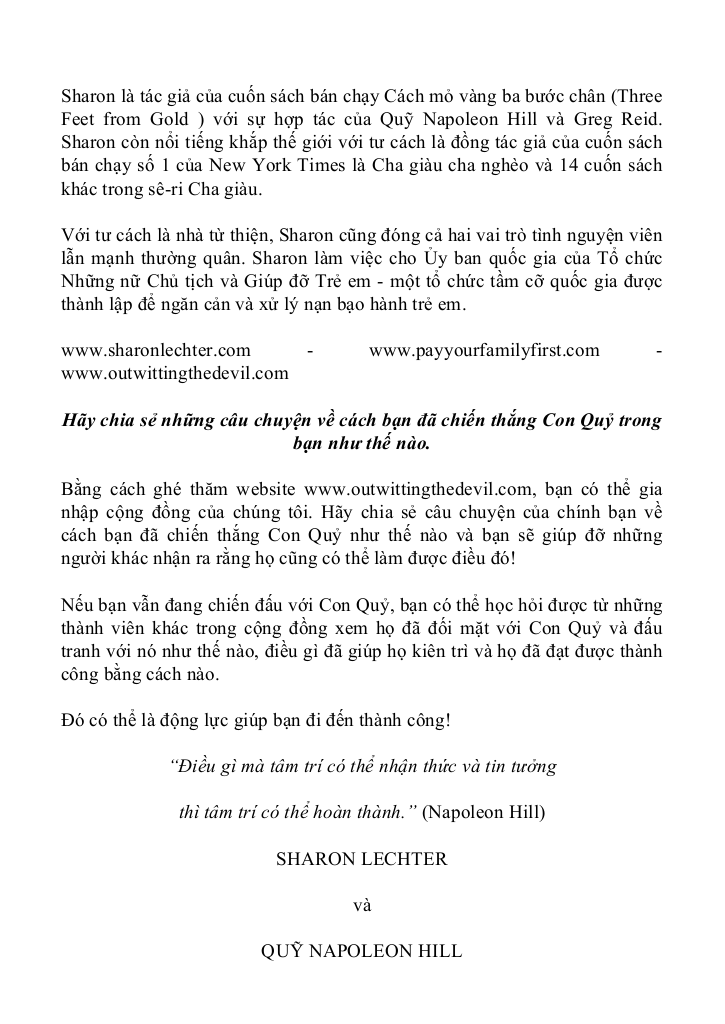 Sharon là tác giả của cuốn sách bán chạy Cách mỏ vàng ba bước chân (Three
Feet from Gold ) với sự hợp tác của Quỹ Napoleon Hill và Greg Reid.
Sharon còn nổi tiếng khắp thế giới với tư cách là đồng tác giả của cuốn sách
bán chạy số 1 của New York Times là Cha giàu cha nghèo và 14 cuốn sách
khác trong sê-ri Cha giàu.
Với tư cách là nhà từ thiện, Sharon cũng đóng cả hai vai trò tình nguyện viên
lẫn mạnh thường quân. Sharon làm việc cho Ủy ban quốc gia của Tổ chức
Những nữ Chủ tịch và Giúp đỡ Trẻ em - một tổ chức tầm cỡ quốc gia được
thành lập để ngăn cản và xử lý nạn bạo hành trẻ em.
www.sharonlechter.com - www.payyourfamilyfirst.com -
www.outwittingthedevil.com
Hãy chia sẻ những câu chuyện về cách bạn đã chiến thắng Con Quỷ trong
bạn như thế nào.
Bằng cách ghé thăm website www.outwittingthedevil.com, bạn có thể gia
nhập cộng đồng của chúng tôi. Hãy chia sẻ câu chuyện của chính bạn về
cách bạn đã chiến thắng Con Quỷ như thế nào và bạn sẽ giúp đỡ những
người khác nhận ra rằng họ cũng có thể làm được điều đó!
Nếu bạn vẫn đang chiến đấu với Con Quỷ, bạn có thể học hỏi được từ những
thành viên khác trong cộng đồng xem họ đã đối mặt với Con Quỷ và đấu
tranh với nó như thế nào, điều gì đã giúp họ kiên trì và họ đã đạt được thành
công bằng cách nào.
Đó có thể là động lực giúp bạn đi đến thành công!
“Điều gì mà tâm trí có thể nhận thức và tin tưởng
thì tâm trí có thể hoàn thành.” (Napoleon Hill)
SHARON LECHTER
và
QUỸ NAPOLEON HILL